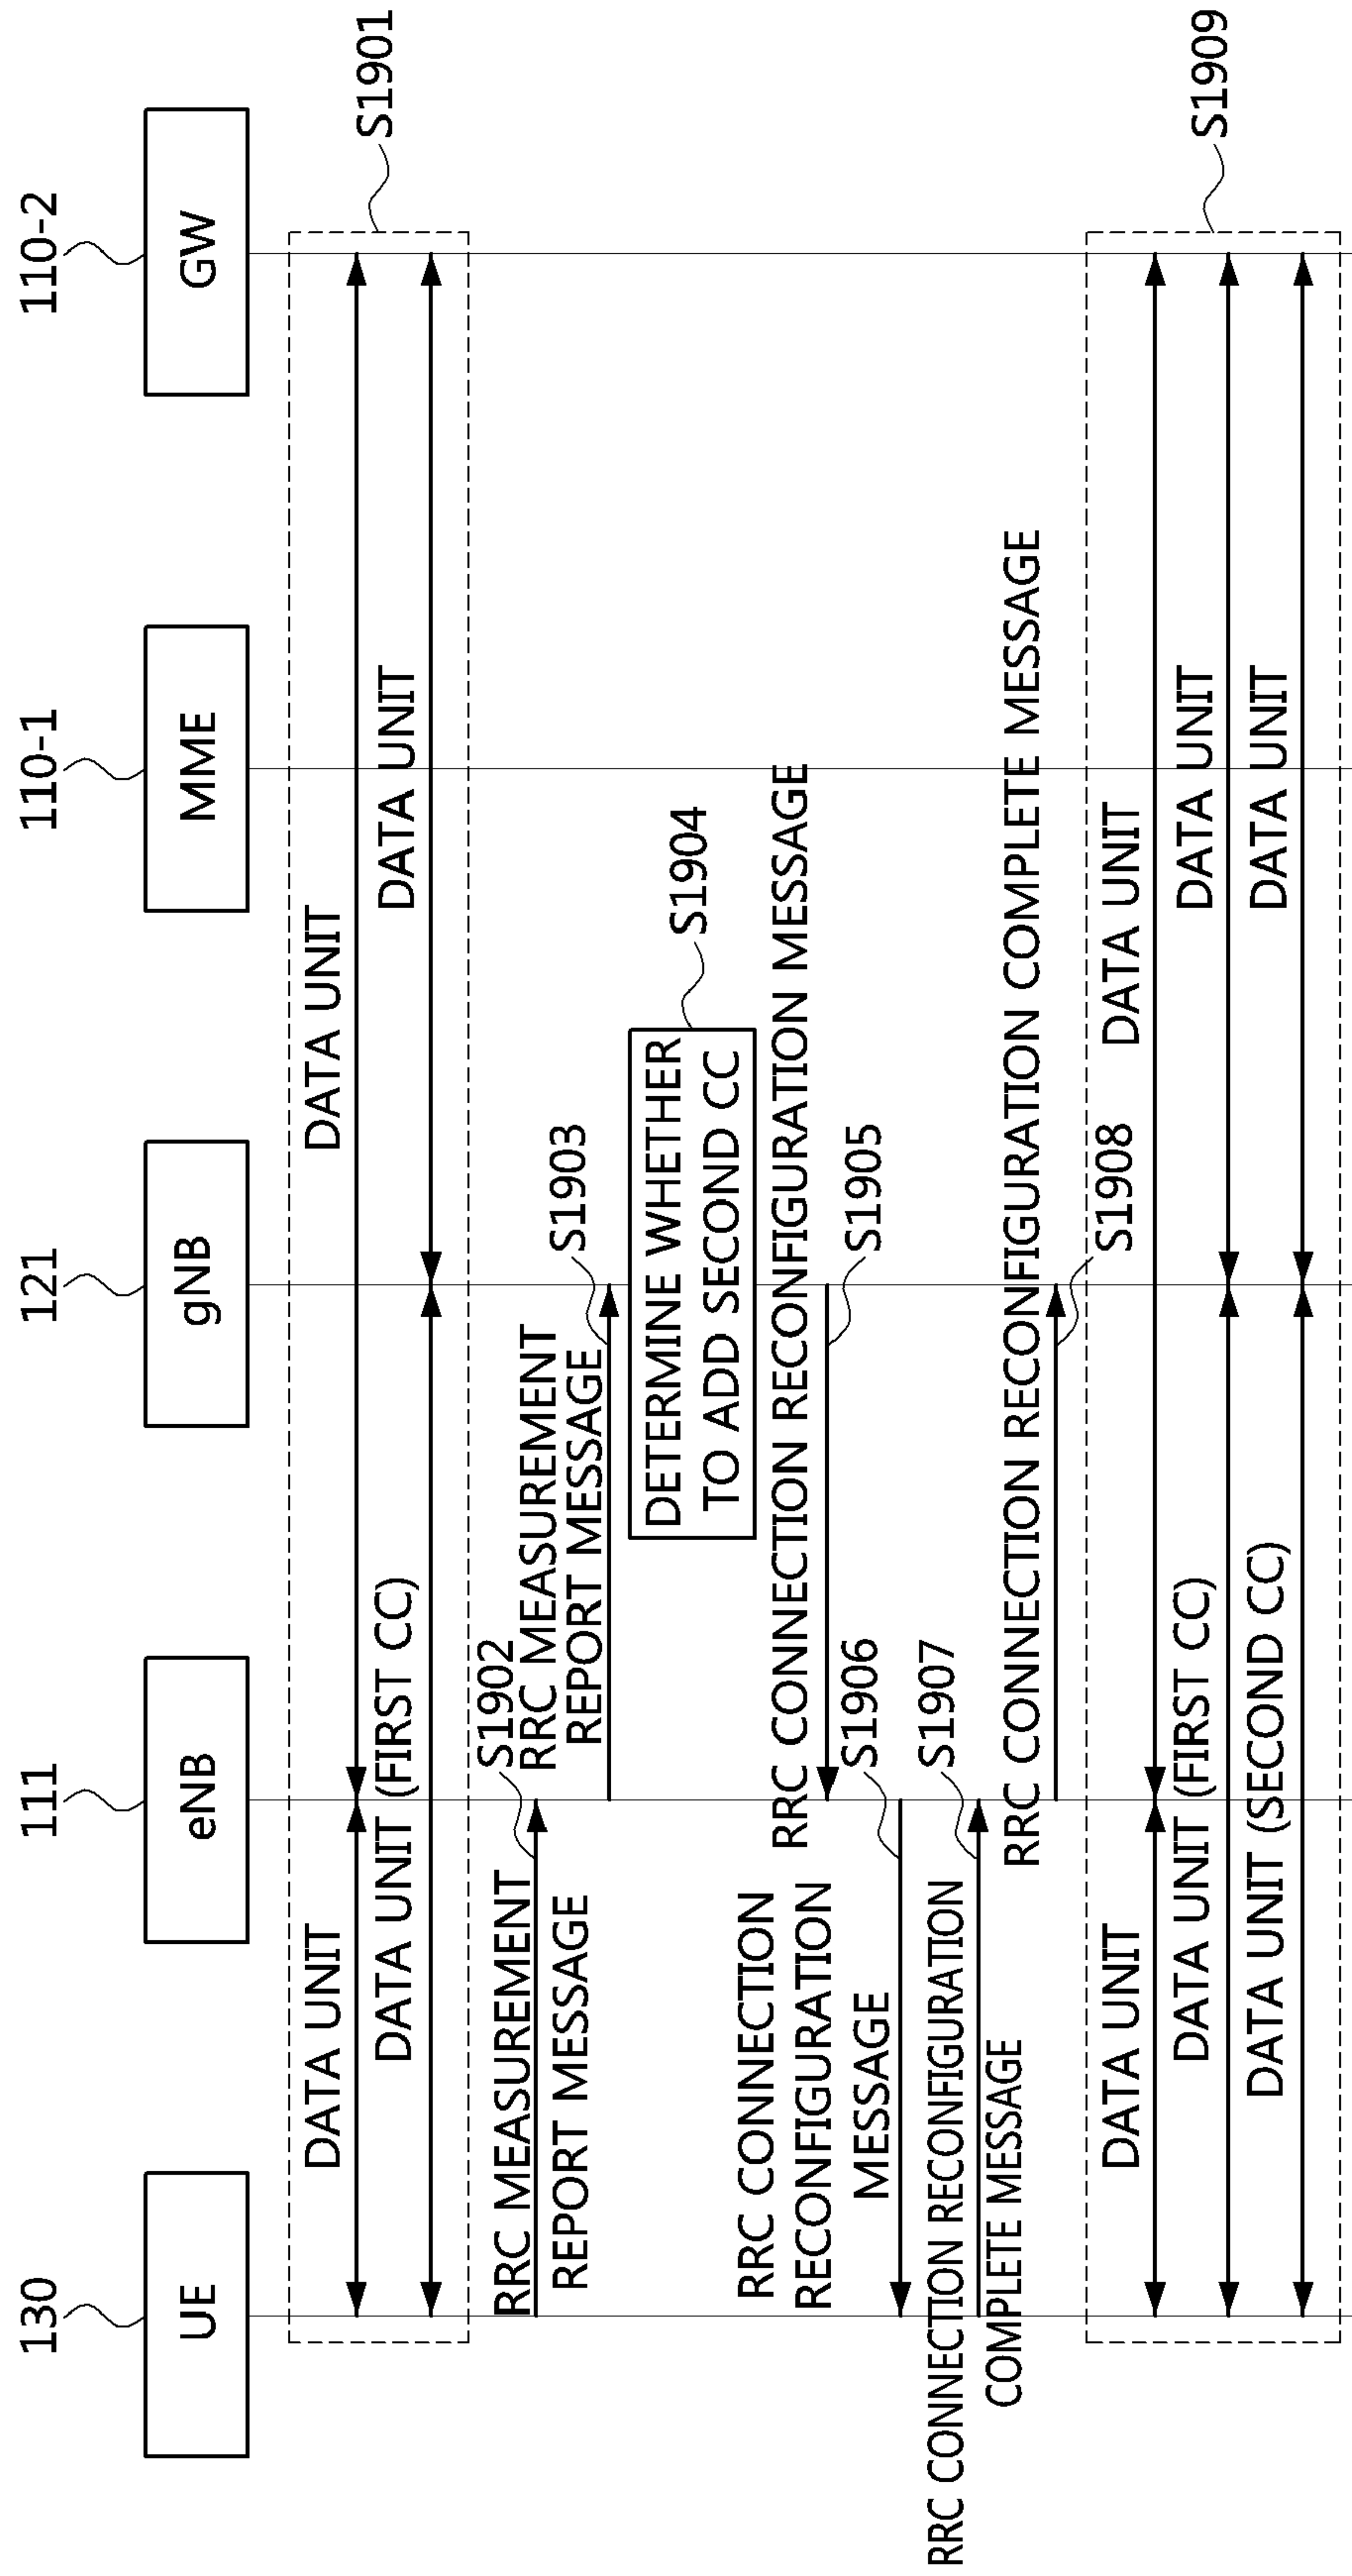 130
111
121
110-1
110-2
UE
eNB
gNB
MME
GW
DATA UNIT
DATA UNIT
S1901
DATA UNIT (FIRST CC)
DATA UNIT
RRC MEASUREMENT
REPORT MESSAGE
S1902
RRC MEASUREMENT
REPORT MESSAGE
S1903
DETERMINE WHETHER
TO ADD SECOND CC
S1904
RRC CONNECTION RECONFIGURATION MESSAGE
S1905
RRC CONNECTION
RECONFIGURATION
MESSAGE
S1906
RRC CONNECTION RECONFIGURATION
COMPLETE MESSAGE
S1907
RRC CONNECTION RECONFIGURATION COMPLETE MESSAGE
S1908
DATA UNIT
DATA UNIT
S1909
DATA UNIT (FIRST CC)
DATA UNIT
DATA UNIT (SECOND CC)
DATA UNIT